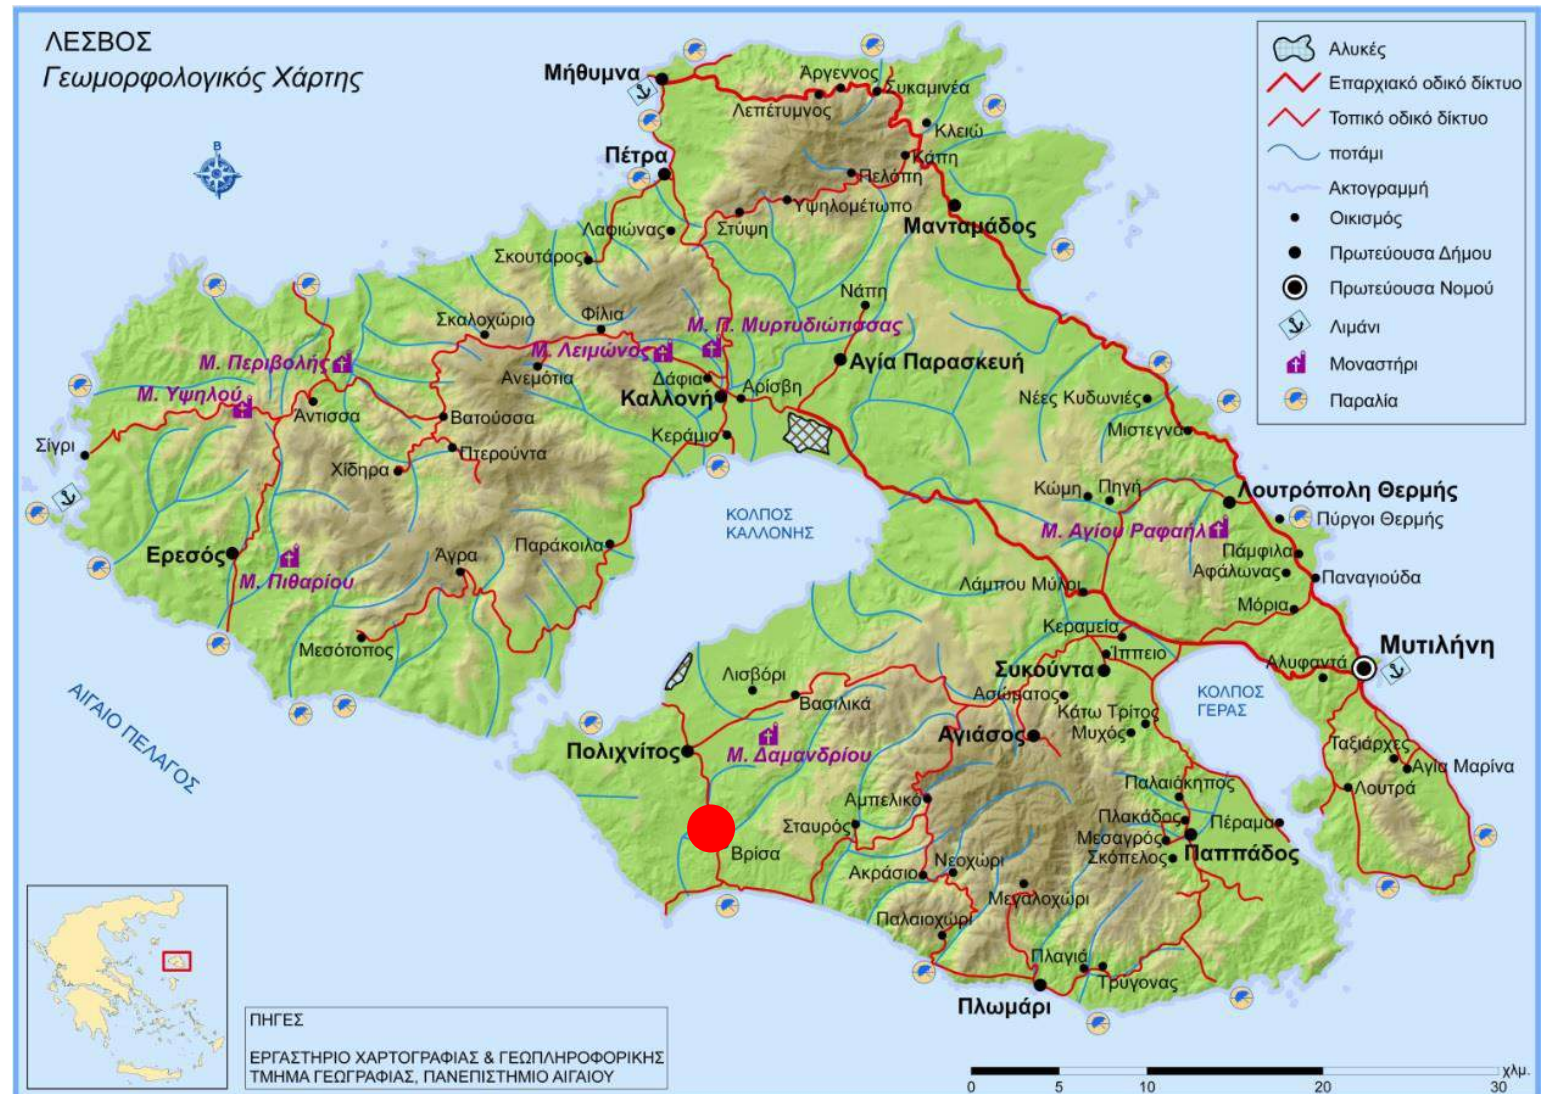 ΛΕΣΒΟΣ
Γεωμορφολογικός Χάρτης
Β
Αλυκές
Επαρχιακό οδικό δίκτυο
Τοπικό οδικό δίκτυο
ποτάμι
Ακτογραμμή
Οικισμός
Πρωτεύουσα Δήμου
Πρωτεύουσα Νομού
Λιμάνι
Μοναστήρι
Παραλία
Μήθυμνα
Άργεννος
Συκαμινέα
Λεπέτυμνος
Κλειώ
Πέτρα
Κάπη
Πελόπη
Υψηλομέτωπο
Μανταμάδος
Λαφιώνας
Στύψη
Σκουτάρος
Νάπη
Σκαλοχώριο
Φίλια
Μ. Π. Μυρτυδιώτισσας
Μ. Περιβολής
Μ. Λειμώνος
Αγία Παρασκευή
Ανεμότια
Δάφια
Μ. Υψηλού
Καλλονή
Αρίσβη
Νέες Κυδωνιές
Άντισσα
Βατούσσα
Μιστεγνά
Κεράμιο
Σίγρι
Πτερούντα
Χίδηρα
Κώμη
Πηγή
Λουτρόπολη Θερμής
ΚΟΛΠΟΣ
ΚΑΛΛΟΝΗΣ
Πύργοι Θερμής
Μ. Αγίου Ραφαήλ
Ερεσός
Άγρα
Παράκοιλα
Πάμφιλα
Μ. Πιθαρίου
Αφάλωνας
Παναγιούδα
Λάμπου Μύλοι
Μόρια
Κεραμεία
Μεσότοπος
Ίππειο
Μυτιλήνη
Συκούντα
Αλυφαντά
Λισβόρι
ΚΟΛΠΟΣ
ΓΕΡΑΣ
Βασιλικά
Ασώματος
ΑΙΓΑΙΟ ΠΕΛΑΓΟΣ
Κάτω Τρίτος
Μυχός
Αγιάσος
Πολιχνίτος
Μ. Δαμανδρίου
Ταξιάρχες
Αγία Μαρίνα
Παλαιόκηπος
Λουτρά
Αμπελικό
Πλακάδος
Πέραμα
Σταυρός
Μεσαγρός
Παππάδος
Βρίσα
Σκόπελος
Νεοχώρι
Ακράσιο
Μεγαλοχώρι
Παλαιοχώρι
Πλαγιά
Τρύγονας
Πλωμάρι
ΠΗΓΕΣ
ΕΡΓΑΣΤΗΡΙΟ ΧΑΡΤΟΓΡΑΦΙΑΣ & ΓΕΩΠΛΗΡΟΦΟΡΙΚΗΣ
ΤΜΗΜΑ ΓΕΩΓΡΑΦΙΑΣ, ΠΑΝΕΠΙΣΤΗΜΙΟ ΑΙΓΑΙΟΥ
χλμ.
0 5 10 20 30